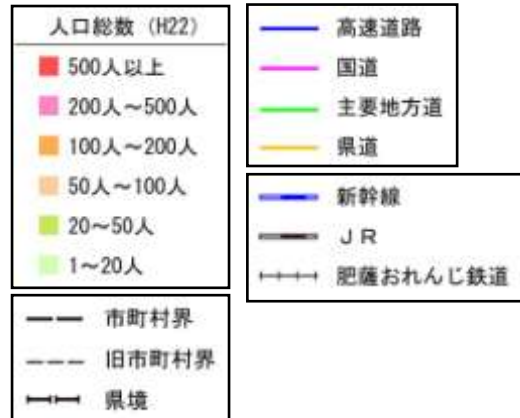 人口総数 (H22)
500人以上
200人～500人
100人～200人
50人～100人
20～50人
1～20人
市町村界
旧市町村界
県境
高速道路
国道
主要地方道
県道
新幹線
ＪＲ
肥薩おれんじ鉄道